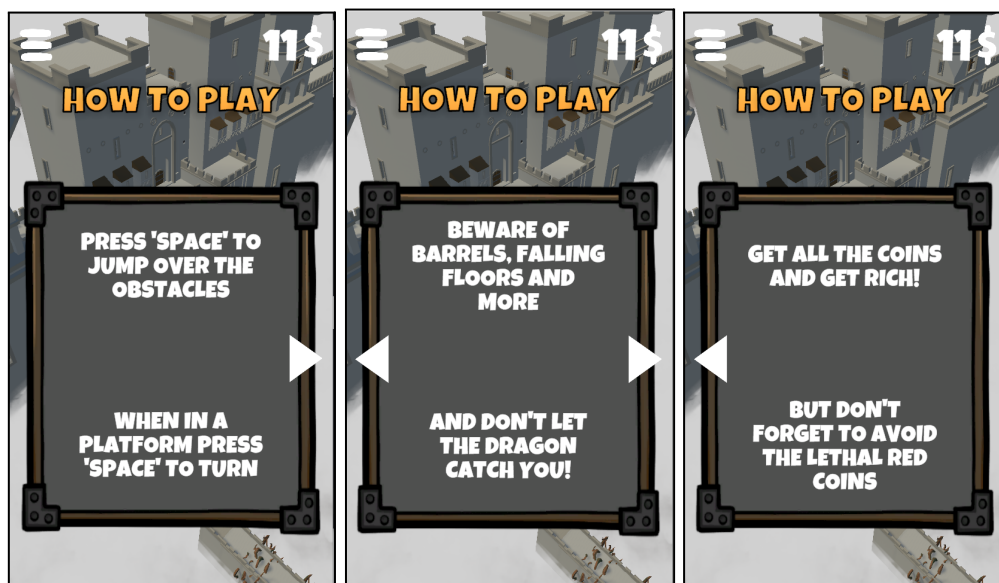 11$
HOW TO PLAY
PRESS 'SPACE' TO
JUMP OVER THE
OBSTACLES
WHEN IN A
PLATFORM PRESS
'SPACE' TO TURN
11$
HOW TO PLAY
BEWARE OF
BARRELS, FALLING
FLOORS AND
MORE
AND DON'T LET
THE DRAGON
CATCH YOU!
11$
HOW TO PLAY
GET ALL THE COINS
AND GET RICH!
BUT DON'T
FORGET TO AVOID
THE LETHAL RED
COINS